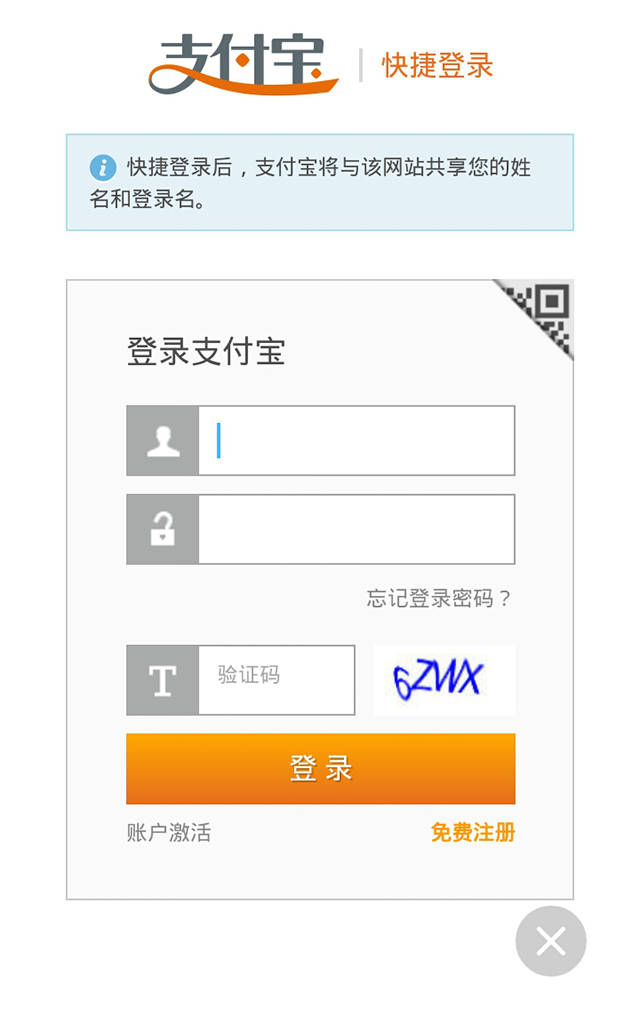 支付宝 | 快捷登录
快捷登录后，支付宝将与该网站共享您的姓
名和登录名。
登录支付宝
忘记登录密码？
T 验证码 6ZWX
登 录
账户激活 免费注册